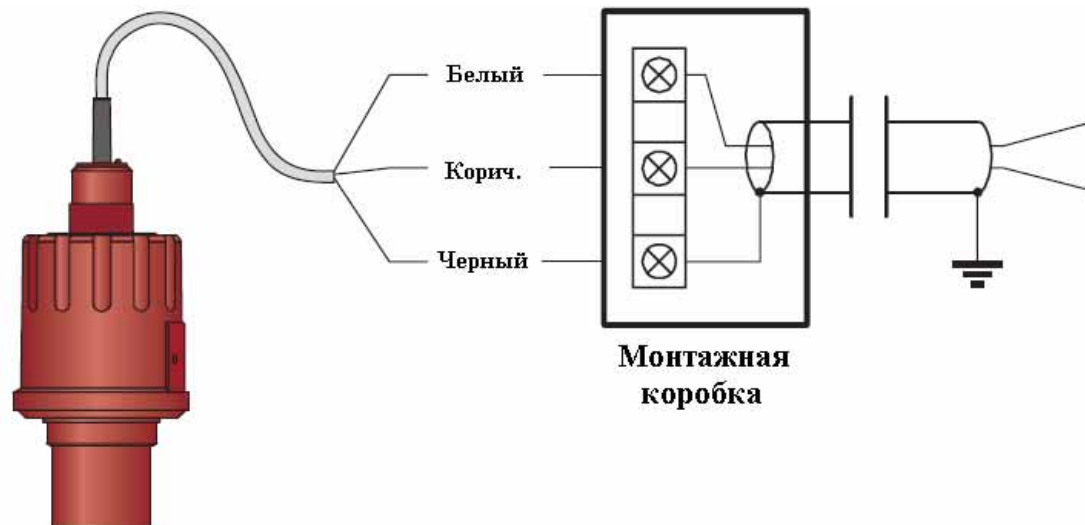 Белый
Корич.
Черный
Монтажная
коробка